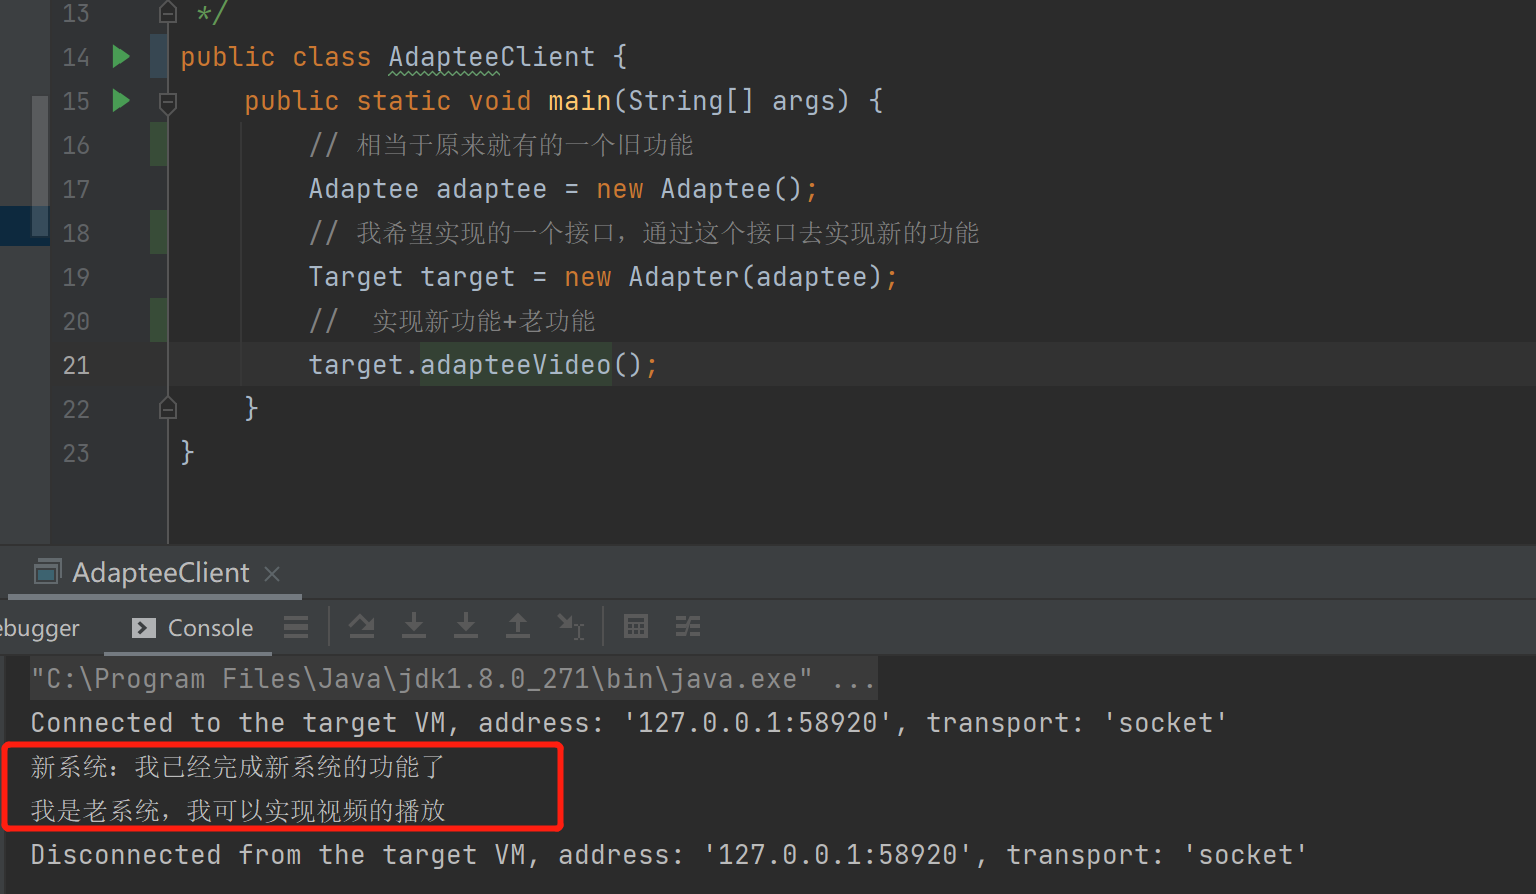 13 */
14 public class AdapteeClient {
15 public static void main(String[] args) {
16 // 相当于原来就有的一个旧功能
17 Adaptee adaptee = new Adaptee();
18 // 我希望实现的一个接口，通过这个接口去实现新的功能
19 Target target = new Adapter(adaptee);
20 // 实现新功能+老功能
21 target.adapteeVideo();
22 }
23 }
AdapteeClient
ebugger Console
"C:\Program Files\Java\jdk1.8.0_271\bin\java.exe" ...
Connected to the target VM, address: '127.0.0.1:58920', transport: 'socket'
新系统：我已经完成新系统的功能了
我是老系统，我可以实现视频的播放
Disconnected from the target VM, address: '127.0.0.1:58920', transport: 'socket'